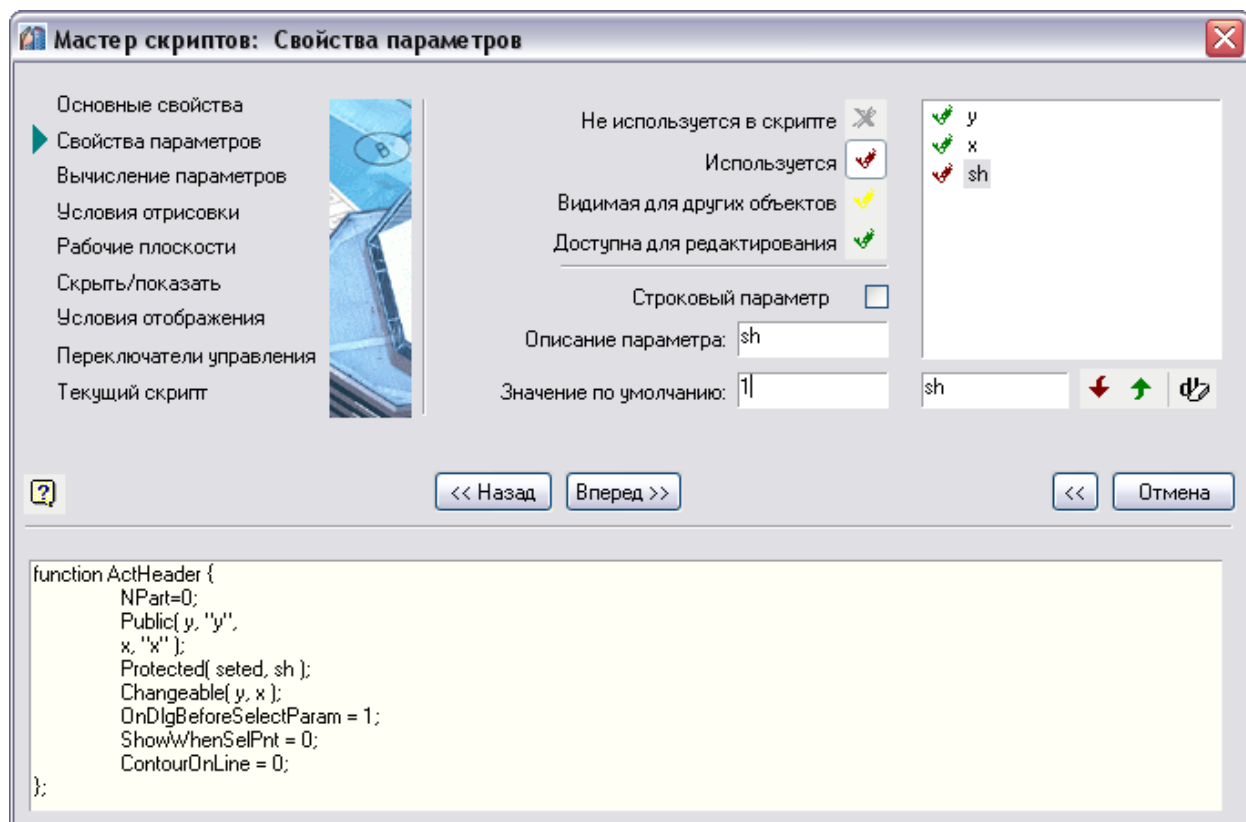 Мастер скриптов:  Свойства параметров
Основные свойства
Свойства параметров
Вычисление параметров
Условия отрисовки
Рабочие плоскости
Скрыть/показать
Условия отображения
Переключатели управления
Текущий скрипт
B
Не используется в скрипте
Используется
Видимая для других объектов
Доступна для редактирования
Строковый параметр
Описание параметра: sh
Значение по умолчанию: 1
y
x
sh
sh
<< Назад
Вперед >>
<<
Отмена
function ActHeader {
NPart=0;
Public( y, "y",
x, "x" );
Protected( seted, sh );
Changeable( y, x );
OnDlgBeforeSelectParam = 1;
ShowWhenSelPnt = 0;
ContourOnLine = 0;
};